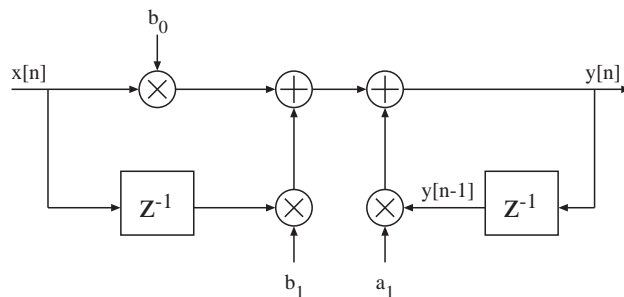 b₀
x[n]
y[n]
z⁻¹
y[n-1]
z⁻¹
b₁
a₁